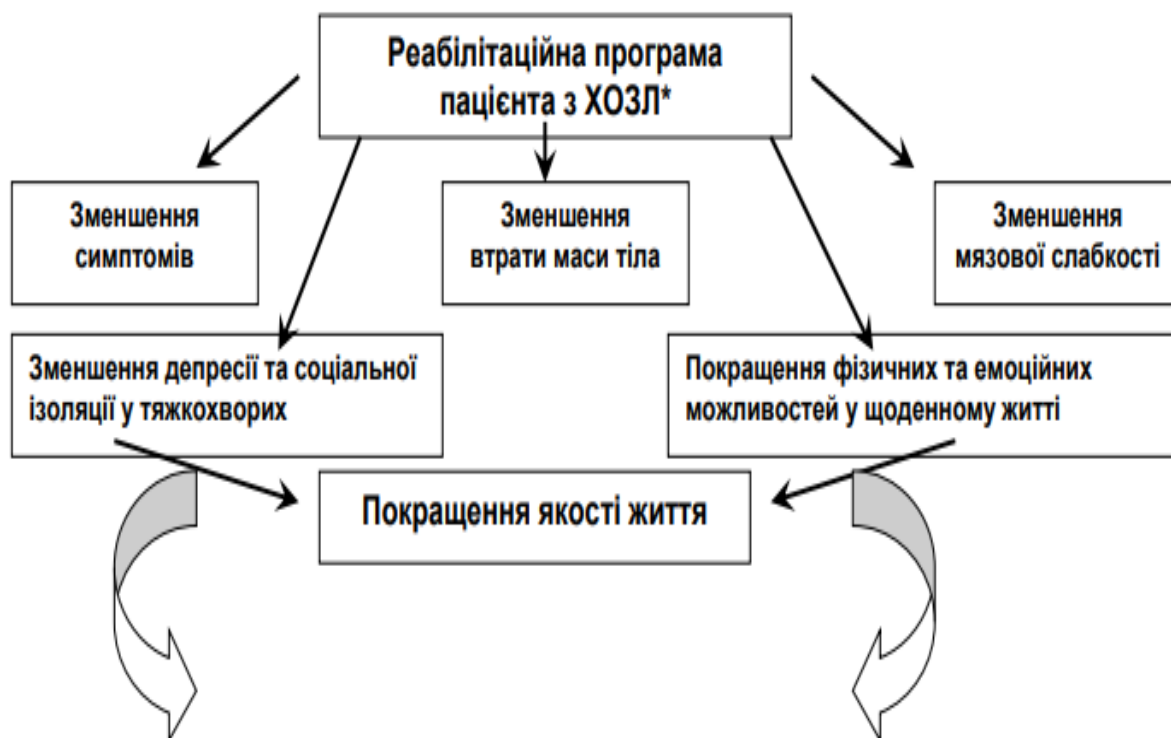 Реабілітаційна програма
пацієнта з ХОЗЛ*
Зменшення
симптомів
Зменшення
втрати маси тіла
Зменшення
мязової слабкості
Зменшення депресії та соціальної
ізоляції у тяжкохворих
Покращення фізичних та емоційних
можливостей у щоденному житті
Покращення якості життя